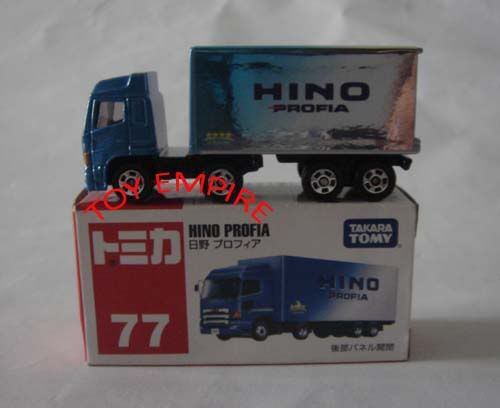 HINO
PROFIA
TOY EMPIRE
トミカ
77
HINO PROFIA
日野 プロフィア
TAKARA
TOMY
HINO
PROFIA
後部パネル開閉